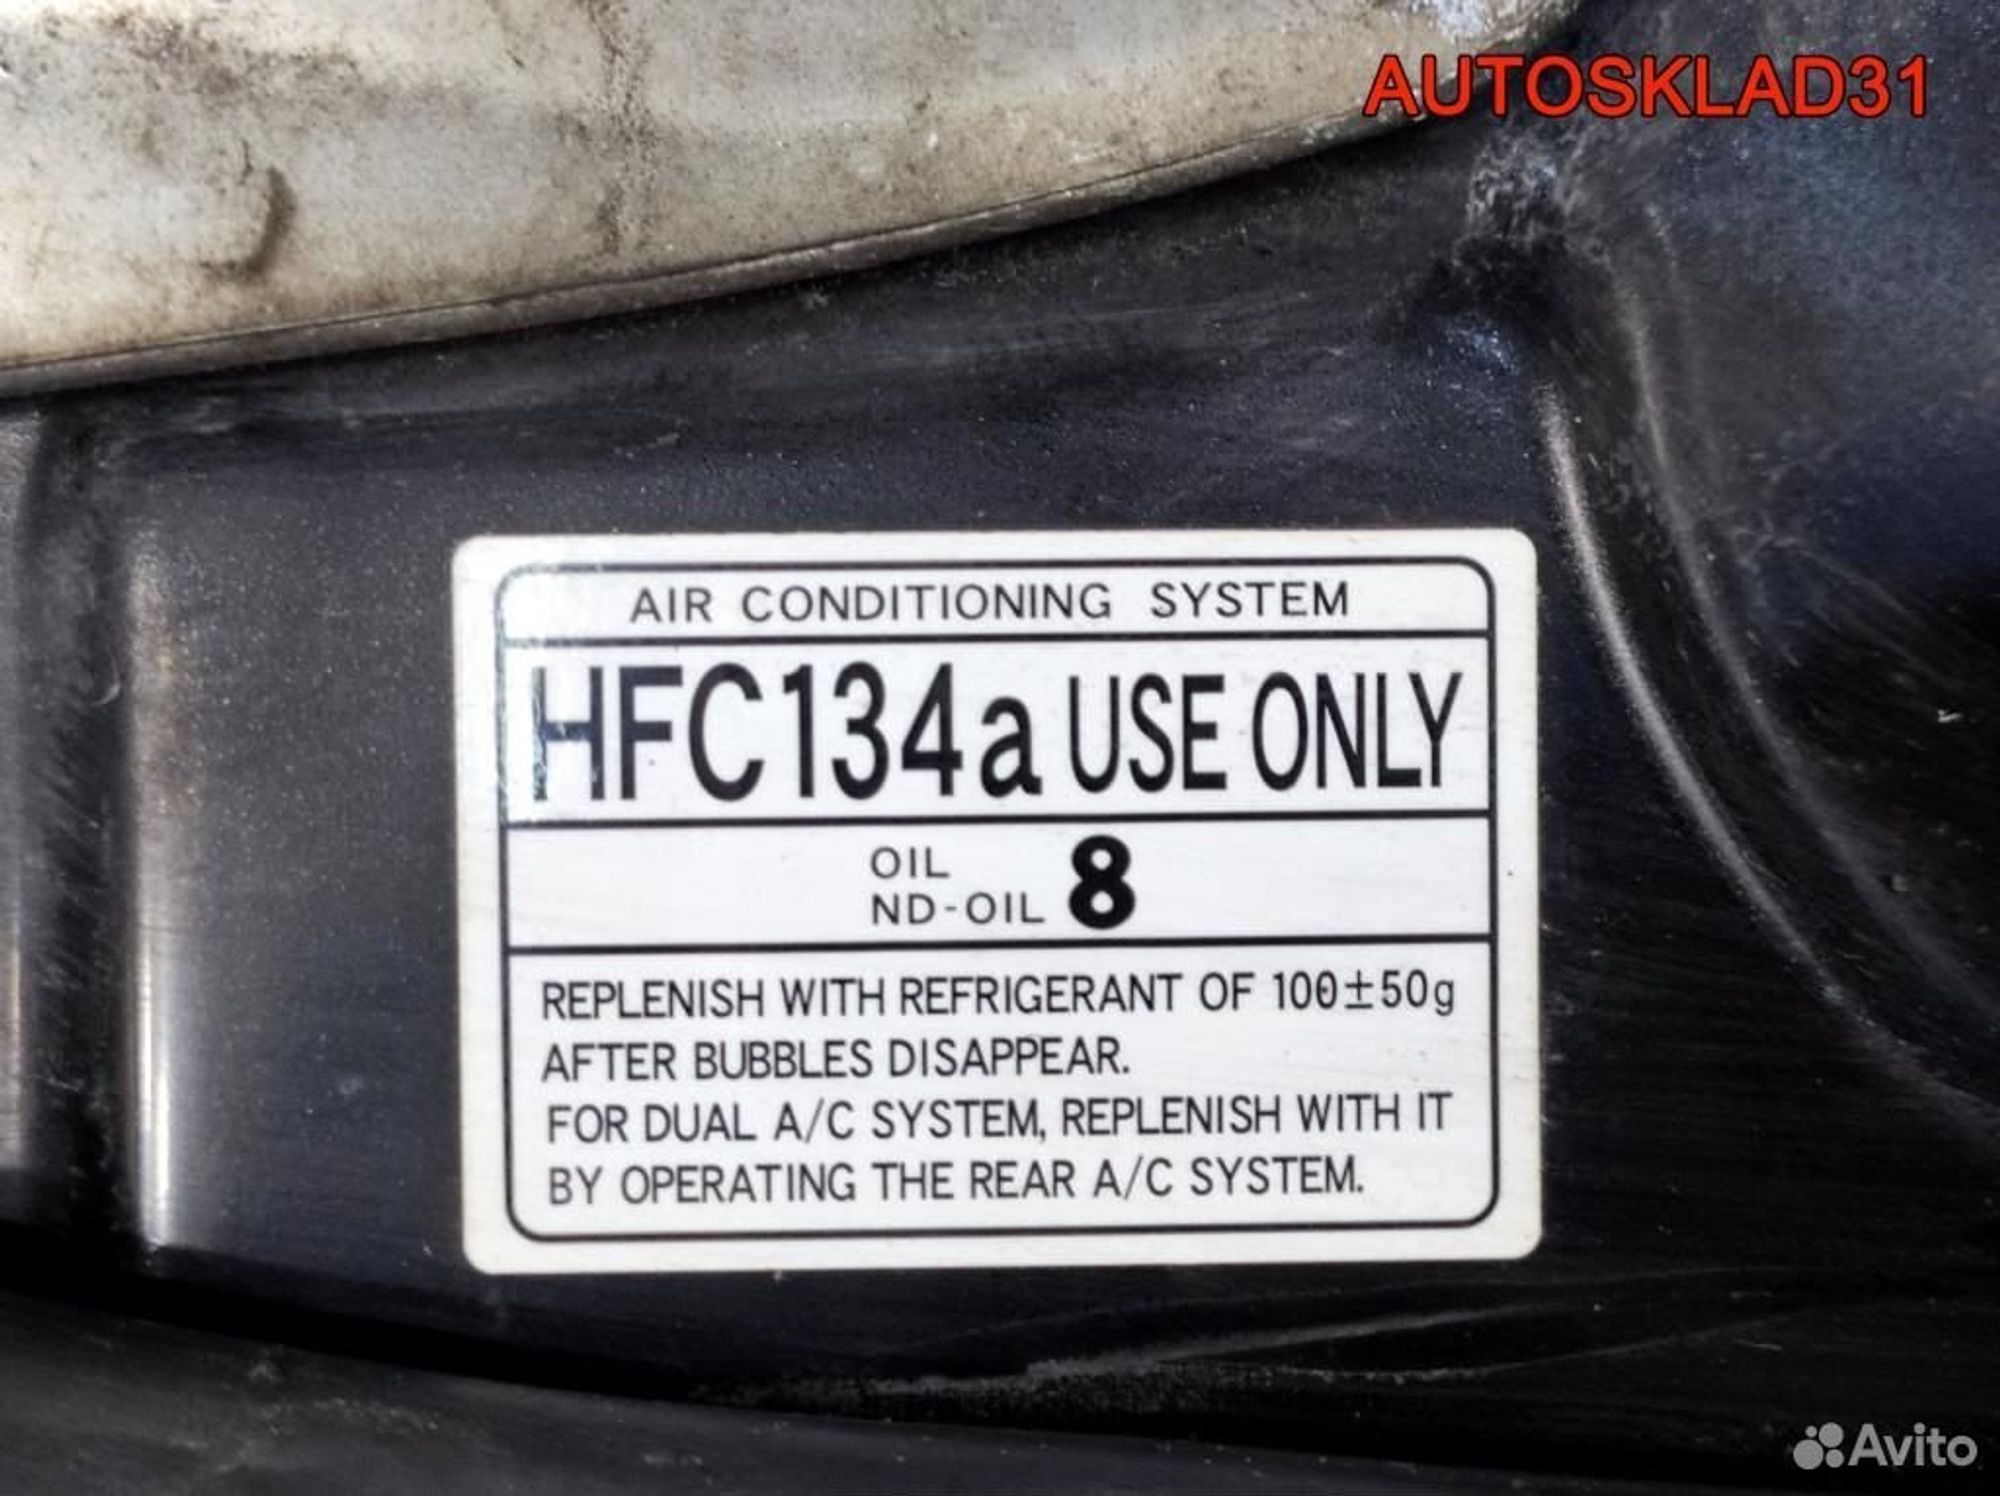 AUTOSKLAD31
AIR CONDITIONING SYSTEM
HFC134a USE ONLY
OIL
ND-OIL 8
REPLENISH WITH REFRIGERANT OF 100±50g
AFTER BUBBLES DISAPPEAR.
FOR DUAL A/C SYSTEM, REPLENISH WITH IT
BY OPERATING THE REAR A/C SYSTEM.
Avito